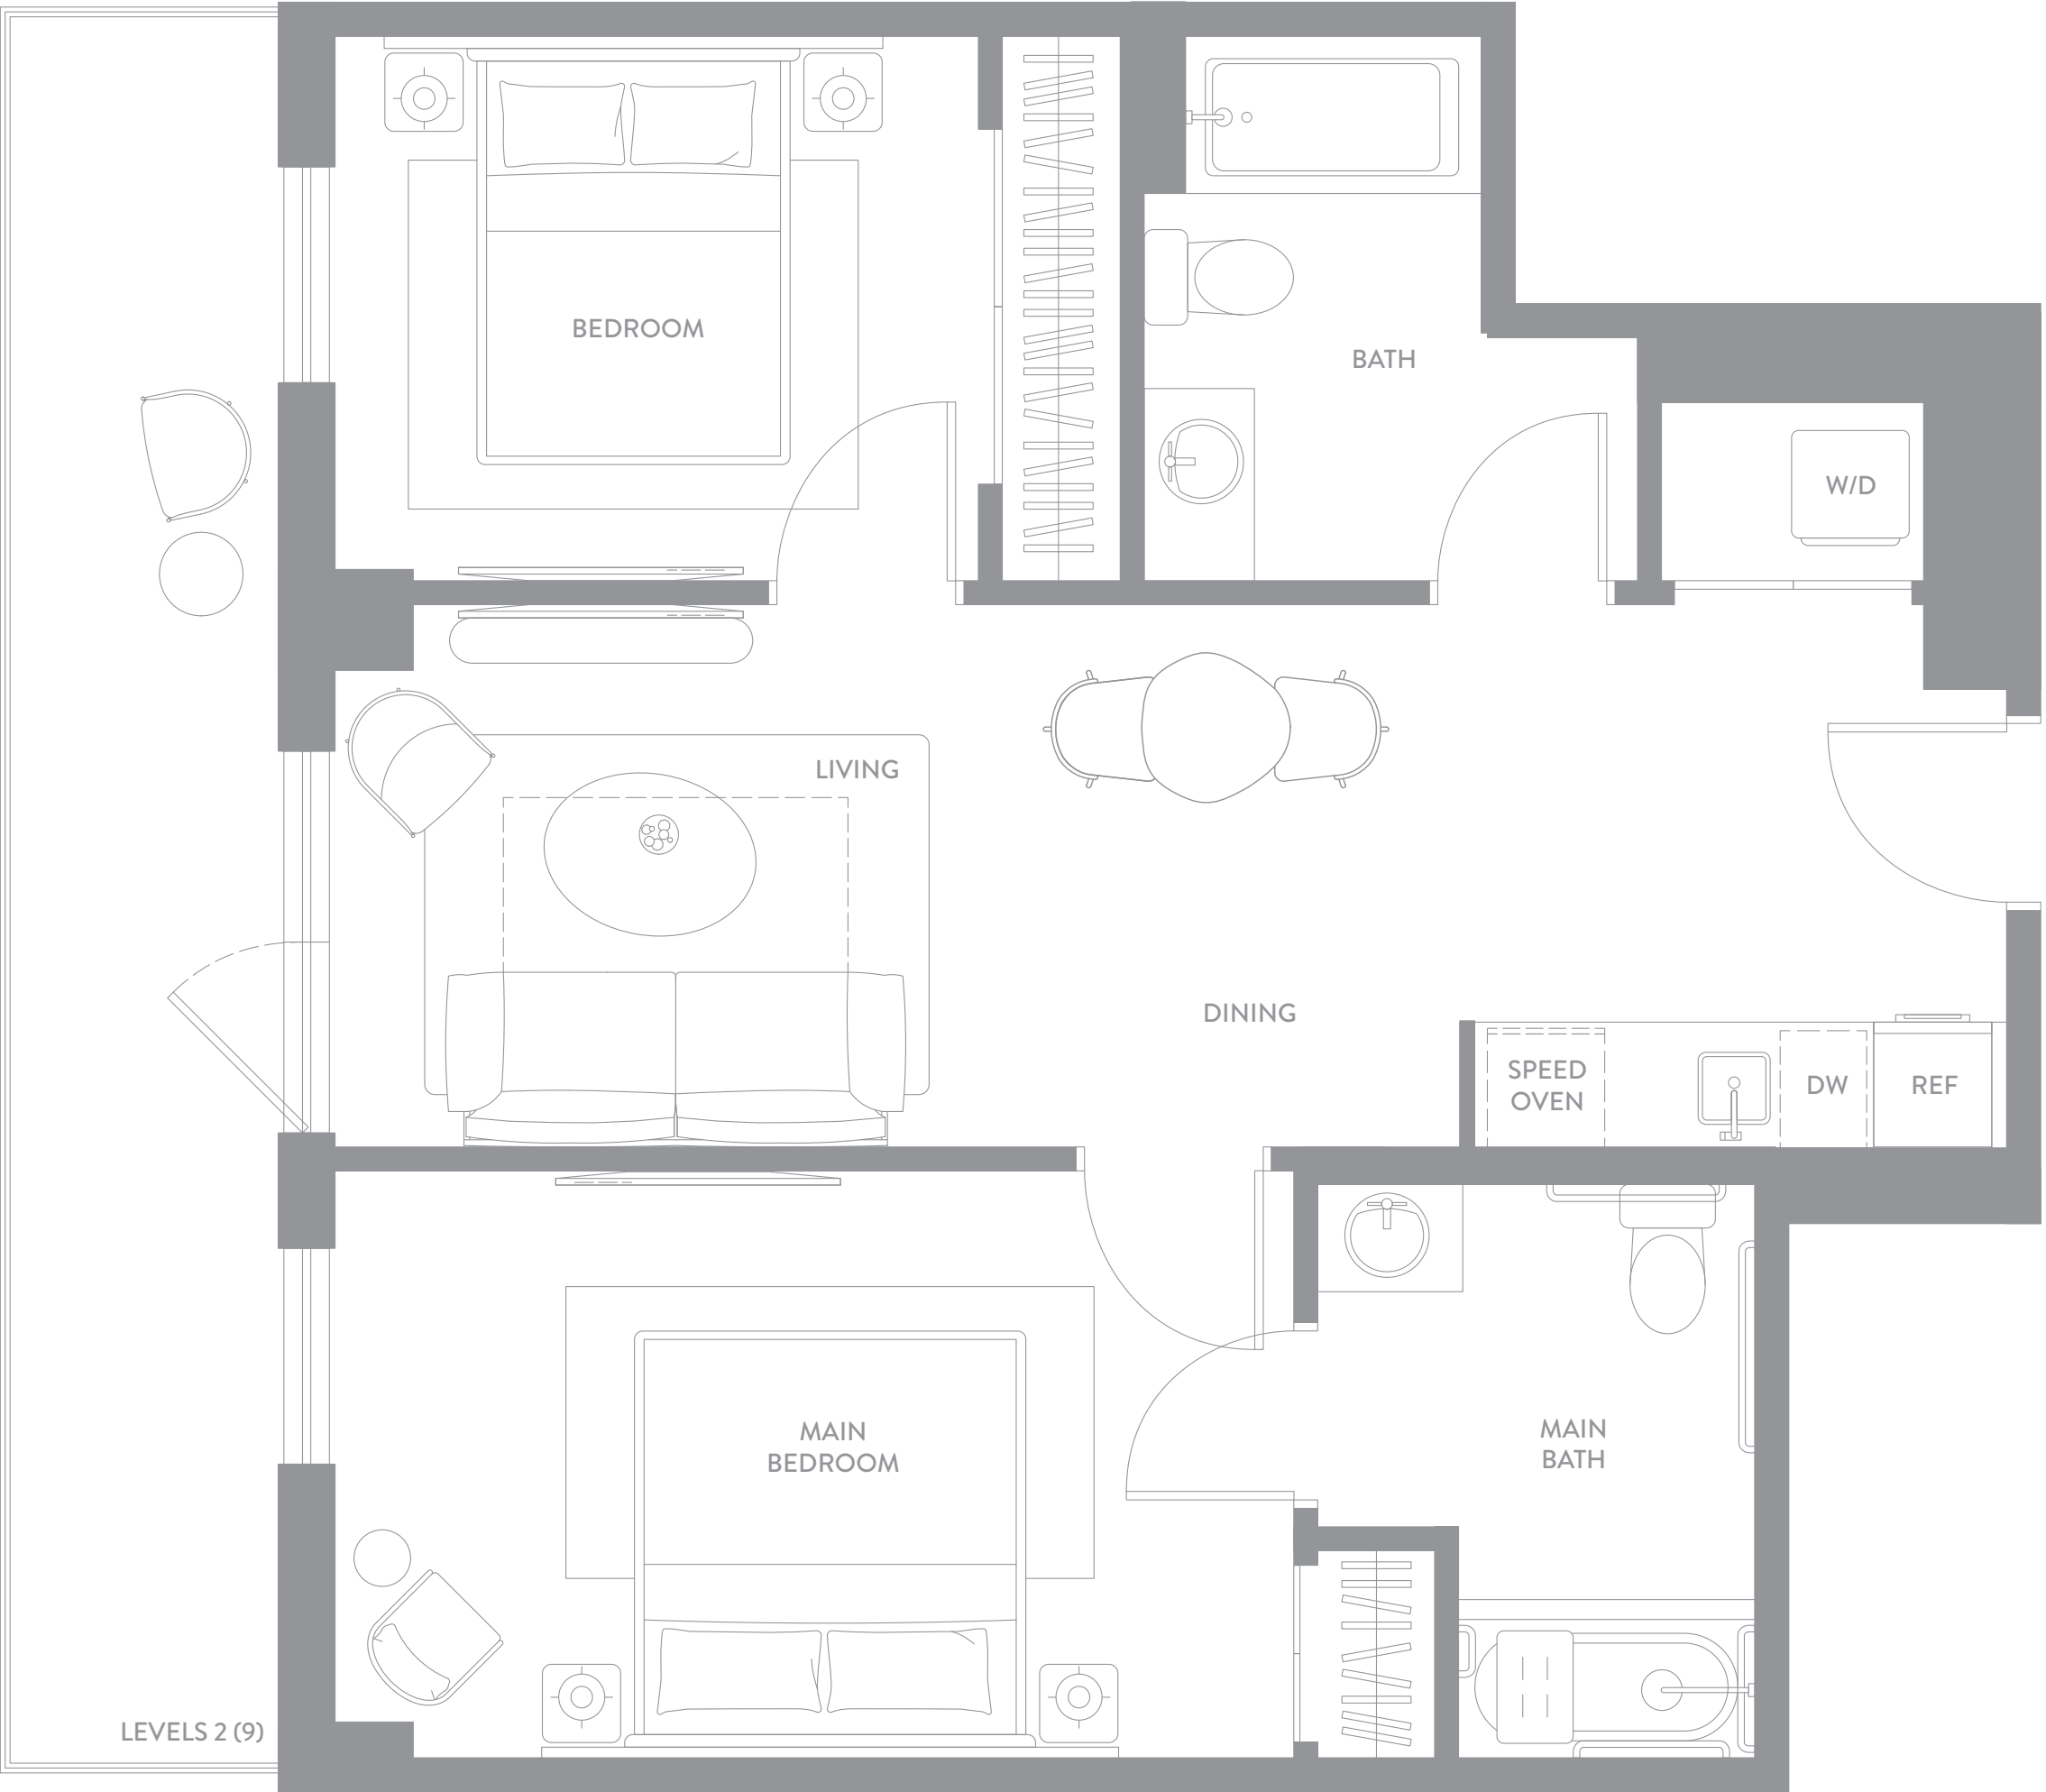 BEDROOM
BATH
W/D
LIVING
DINING
SPEED
OVEN
DW
REF
MAIN
BEDROOM
MAIN
BATH
LEVELS 2 (9)